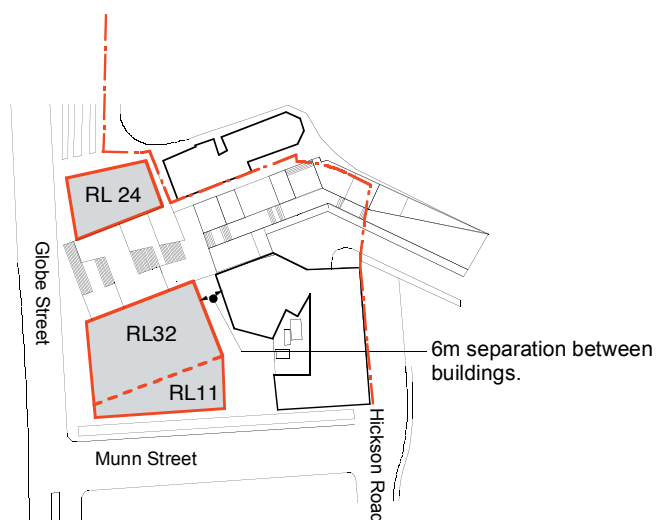 RL 24
Globe Street
RL32
6m separation between
buildings.
RL11
Hickson Road
Munn Street